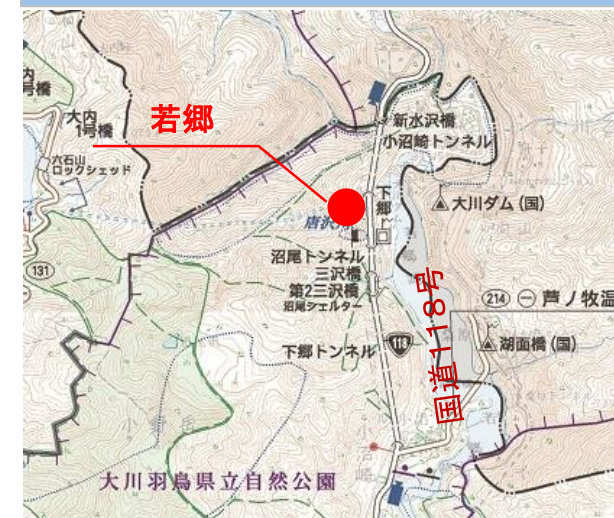 内
号橋
大内
1号橋
六石山
ロックシェッド
若郷
新水沢橋
小沼崎トンネル
下郷
大川ダム(国)
唐沢
沼尾トンネル
三沢橋
第2三沢橋
沼尾シェルター
131
214 芦ノ牧温
下郷トンネル
118
国道118号
湖面橋(国)
大川羽鳥県立自然公園